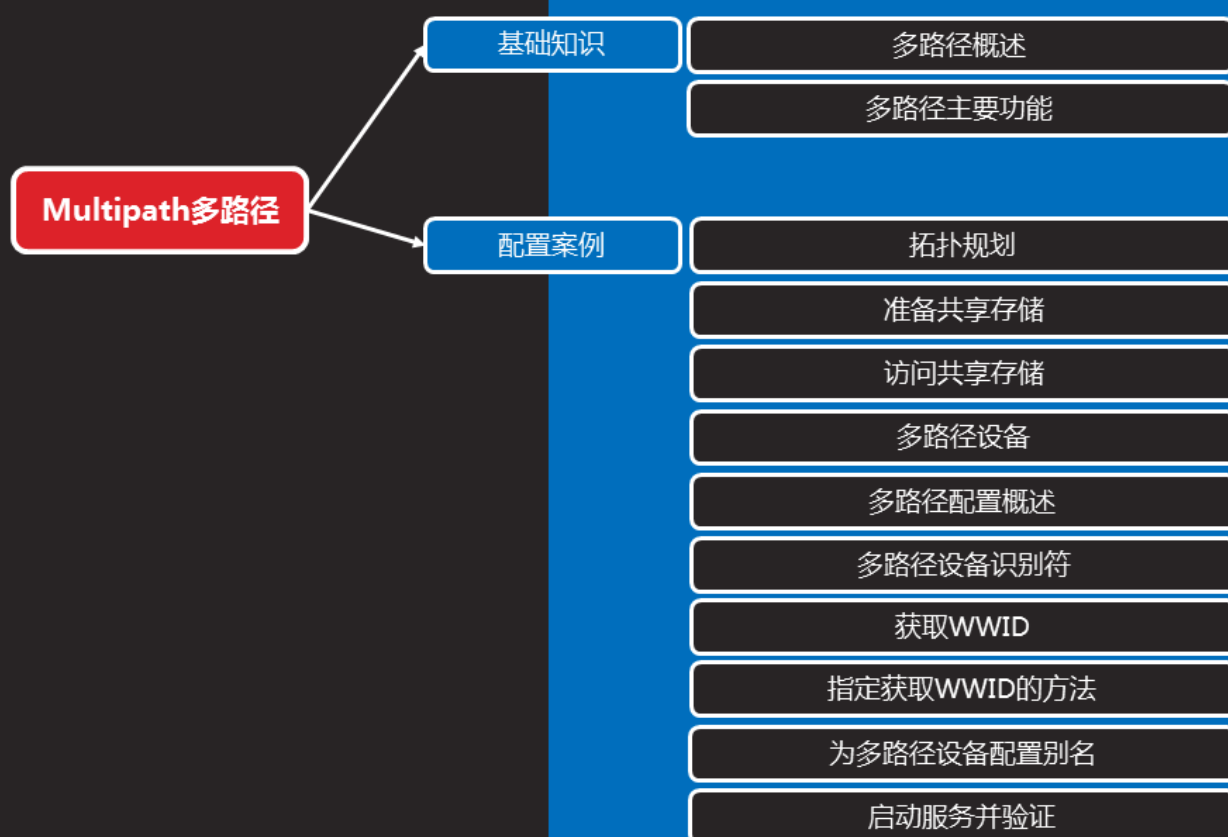 Multipath多路径
基础知识
多路径概述
多路径主要功能
配置案例
拓扑规划
准备共享存储
访问共享存储
多路径设备
多路径配置概述
多路径设备识别符
获取WWID
指定获取WWID的方法
为多路径设备配置别名
启动服务并验证